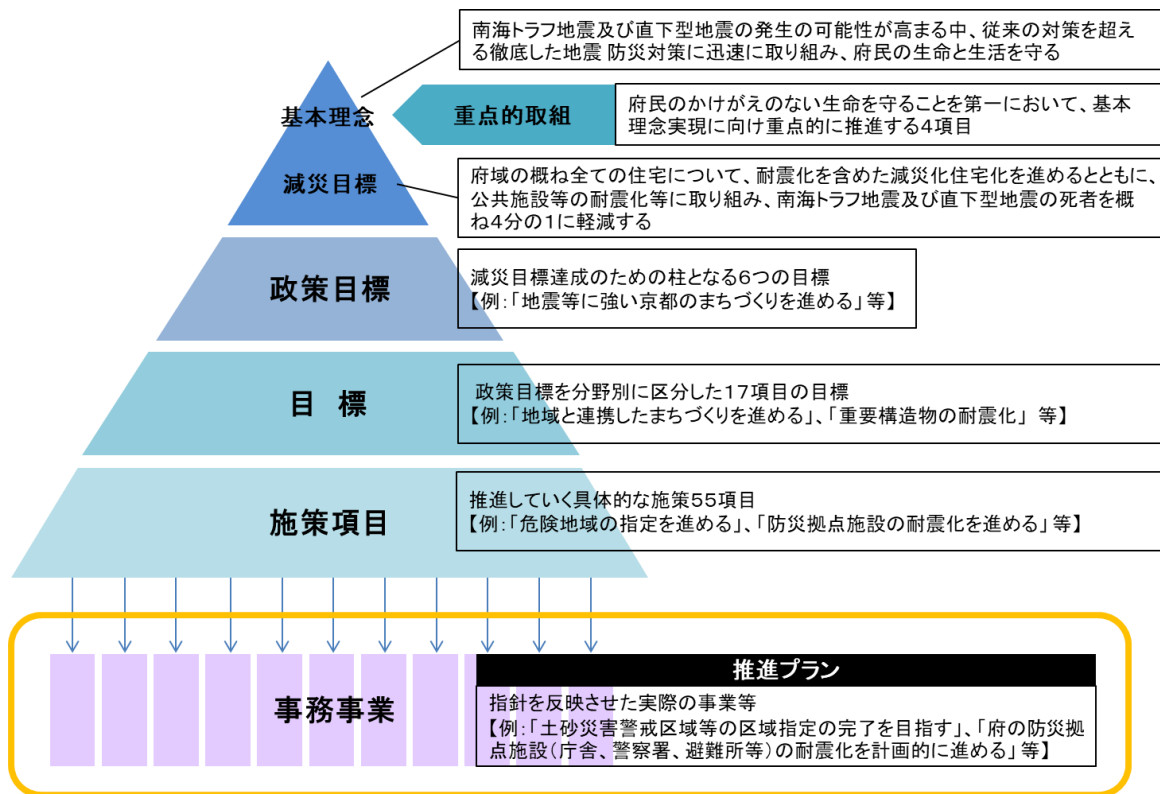 南海トラフ地震及び直下型地震の発生の可能性が高まる中、従来の対策を超え
る徹底した地震 防災対策に迅速に取り組み、府民の生命と生活を守る
基本理念
重点的取組
府民のかけがえのない生命を守ることを第一において、基本
理念実現に向け重点的に推進する4項目
減災目標
府域の概ね全ての住宅について、耐震化を含めた減災化住宅化を進めるとともに、
公共施設等の耐震化等に取り組み、南海トラフ地震及び直下型地震の死者を概
ね4分の1に軽減する
政策目標
減災目標達成のための柱となる6つの目標
【例:「地震等に強い京都のまちづくりを進める」等】
目 標
政策目標を分野別に区分した17項目の目標
【例:「地域と連携したまちづくりを進める」、「重要構造物の耐震化」 等】
施策項目
推進していく具体的な施策55項目
【例:「危険地域の指定を進める」、「防災拠点施設の耐震化を進める」等】
事務事業
推進プラン
指針を反映させた実際の事業等
【例:「土砂災害警戒区域等の区域指定の完了を目指す」、「府の防災拠
点施設(庁舎、警察署、避難所等)の耐震化を計画的に進める」等】